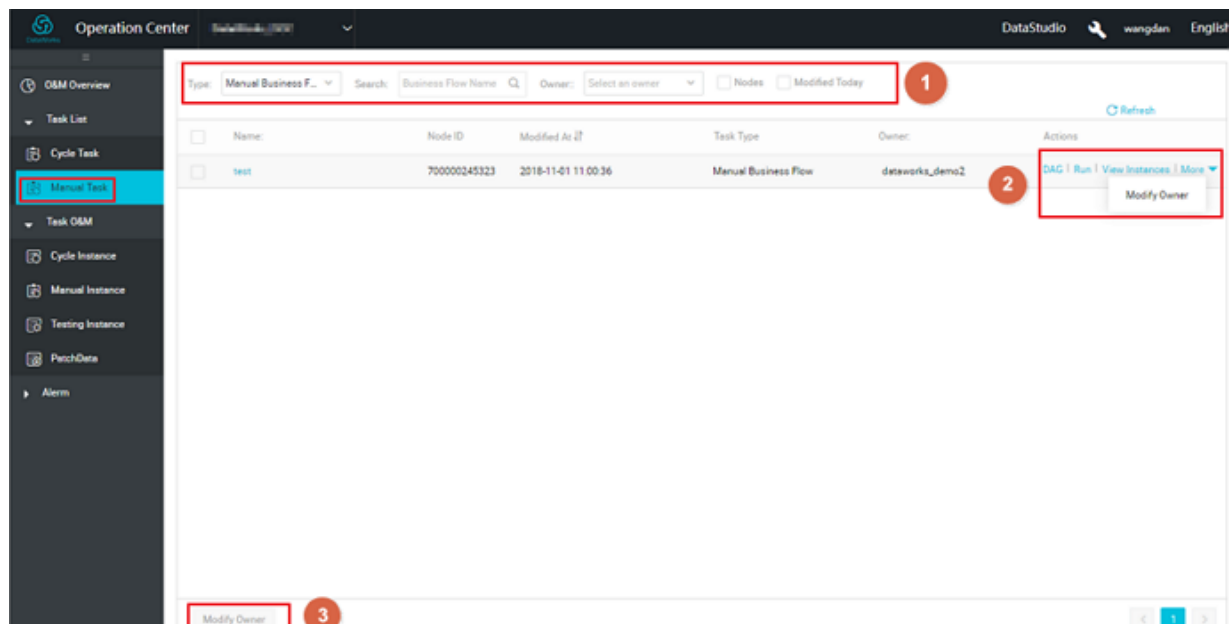 DataWorks
Operation Center
DataStudio
wangdan
English
O&M Overview
Task List
Cycle Task
Manual Task
Task O&M
Cycle Instance
Manual Instance
Testing Instance
PatchData
Alarm
Type: Manual Business F... Search: Business Flow Name Owner: Select an owner Nodes Modified Today
1
Refresh
Name: Node ID Modified At Task Type Owner: Actions
test 700000245323 2018-11-01 11:00:36 Manual Business Flow dataworks_demo2 DAG | Run | View Instances | More
2
Modify Owner
Modify Owner
3
< 1 >